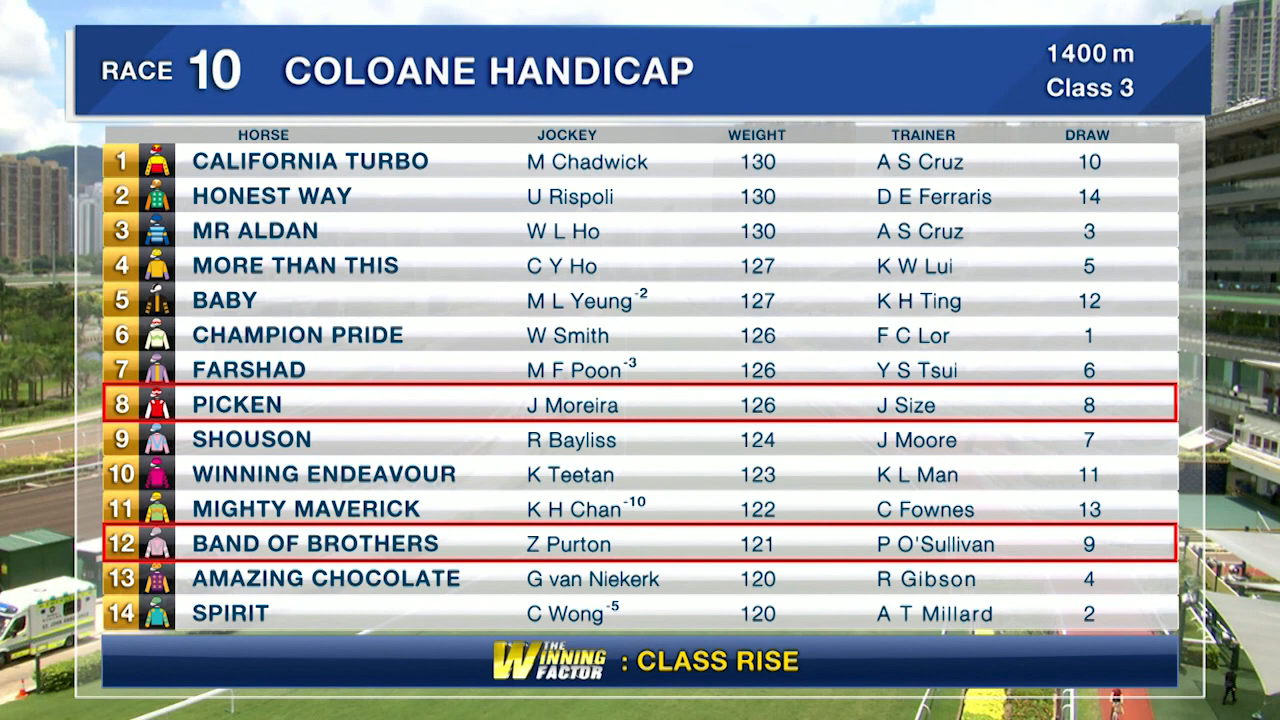 RACE 10 COLOANE HANDICAP 1400 m
Class 3
HORSE JOCKEY WEIGHT TRAINER DRAW
1 CALIFORNIA TURBO M Chadwick 130 A S Cruz 10
2 HONEST WAY U Rispoli 130 D E Ferraris 14
3 MR ALDAN W L Ho 130 A S Cruz 3
4 MORE THAN THIS C Y Ho 127 K W Lui 5
5 BABY M L Yeung-2 127 K H Ting 12
6 CHAMPION PRIDE W Smith 126 F C Lor 1
7 FARSHAD M F Poon-3 126 Y S Tsui 6
8 PICKEN J Moreira 126 J Size 8
9 SHOUSON R Bayliss 124 J Moore 7
10 WINNING ENDEAVOUR K Teetan 123 K L Man 11
11 MIGHTY MAVERICK K H Chan-10 122 C Fownes 13
12 BAND OF BROTHERS Z Purton 121 P O'Sullivan 9
13 AMAZING CHOCOLATE G van Niekerk 120 R Gibson 4
14 SPIRIT C Wong-5 120 A T Millard 2
THE WINNING FACTOR : CLASS RISE